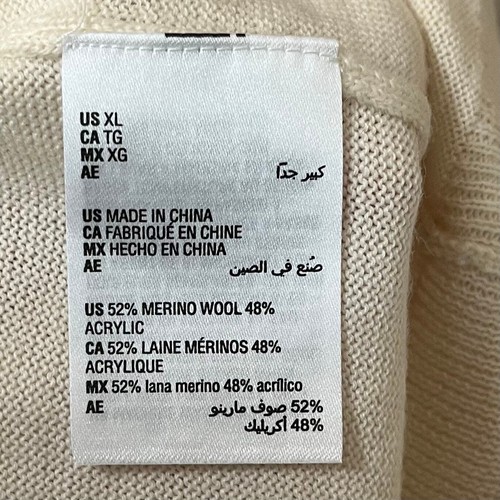 US XL
CA TG
MX XG
AE كبير جدًا
US MADE IN CHINA
CA FABRIQUÉ EN CHINE
MX HECHO EN CHINA
AE صُنع في الصين
US 52% MERINO WOOL 48%
ACRYLIC
CA 52% LAINE MÉRINOS 48%
ACRYLIQUE
MX 52% lana merino 48% acrílico
AE 52% صوف مارينو
48% أكريليك